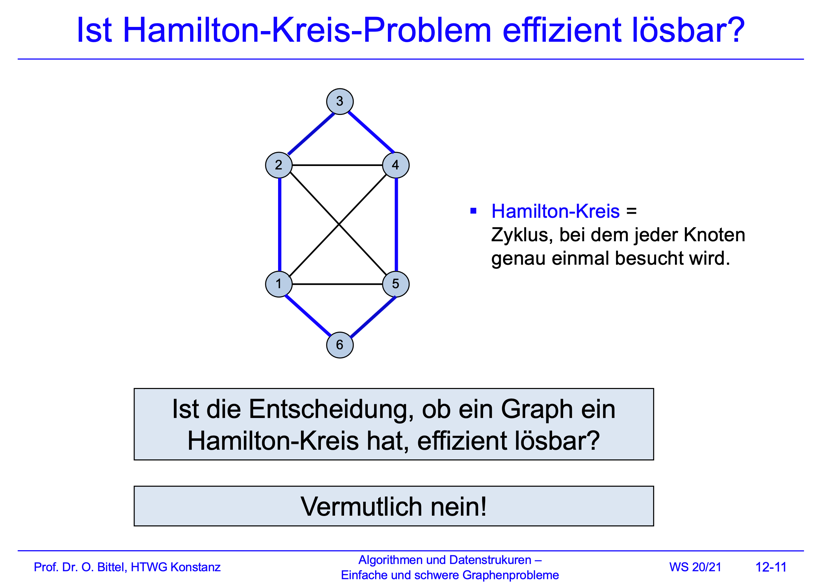 Ist Hamilton-Kreis-Problem effizient lösbar?
3
2
4
1
5
6
▪ Hamilton-Kreis =
Zyklus, bei dem jeder Knoten
genau einmal besucht wird.
Ist die Entscheidung, ob ein Graph ein
Hamilton-Kreis hat, effizient lösbar?
Vermutlich nein!
Prof. Dr. O. Bittel, HTWG Konstanz
Algorithmen und Datenstrukuren –
Einfache und schwere Graphenprobleme
WS 20/21
12-11